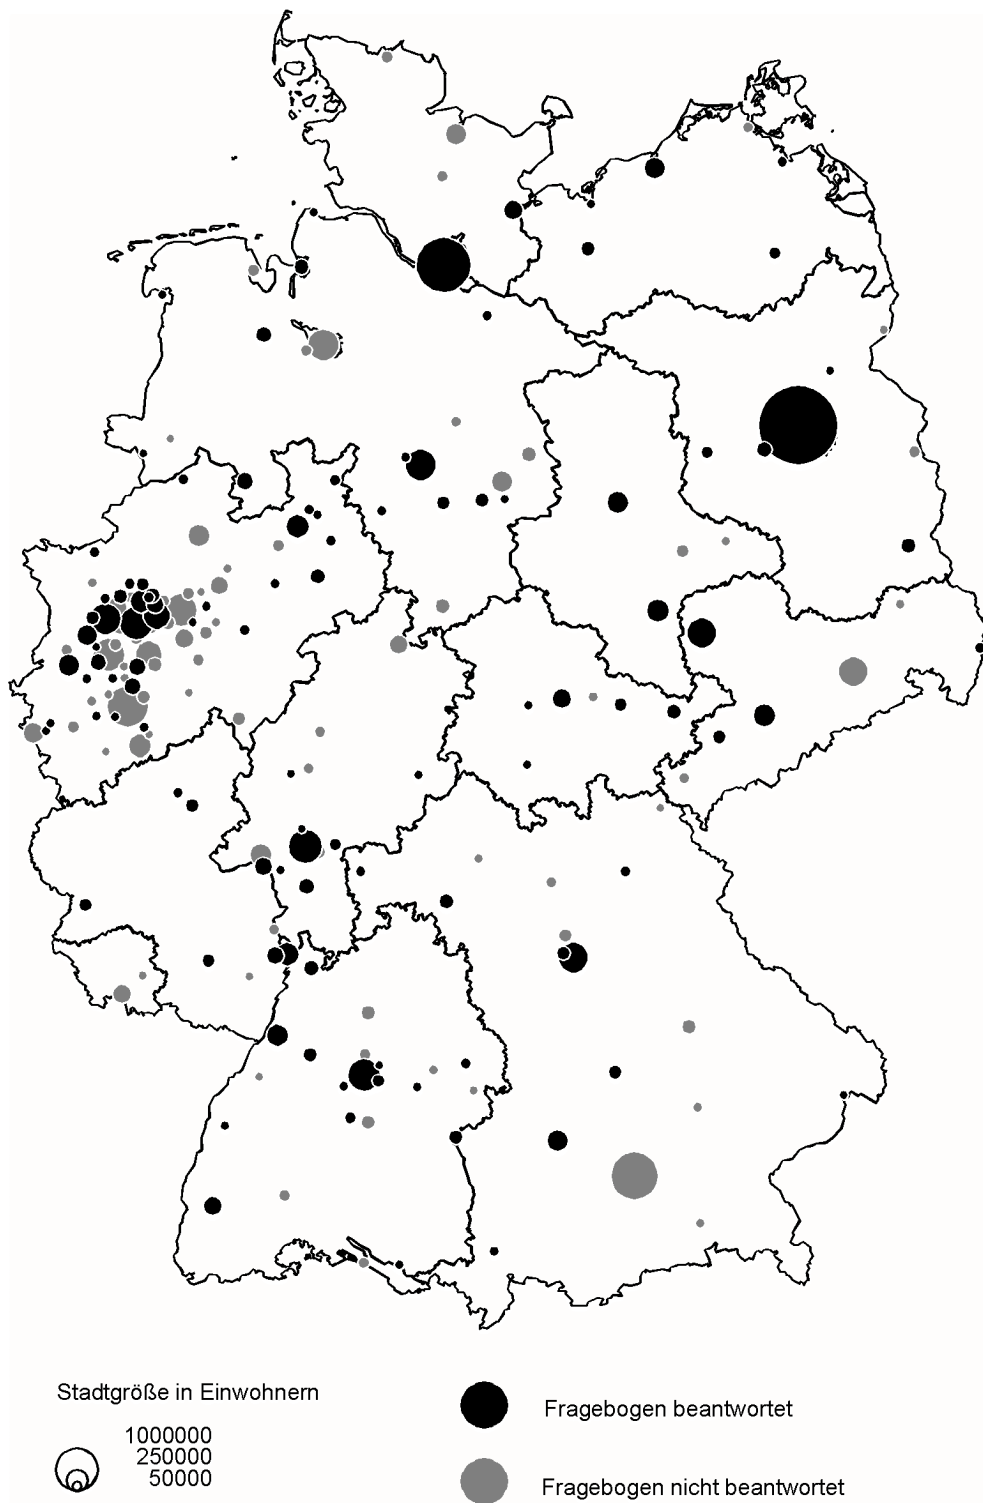 Stadtgröße in Einwohnern
1000000
250000
50000
Fragebogen beantwortet
Fragebogen nicht beantwortet